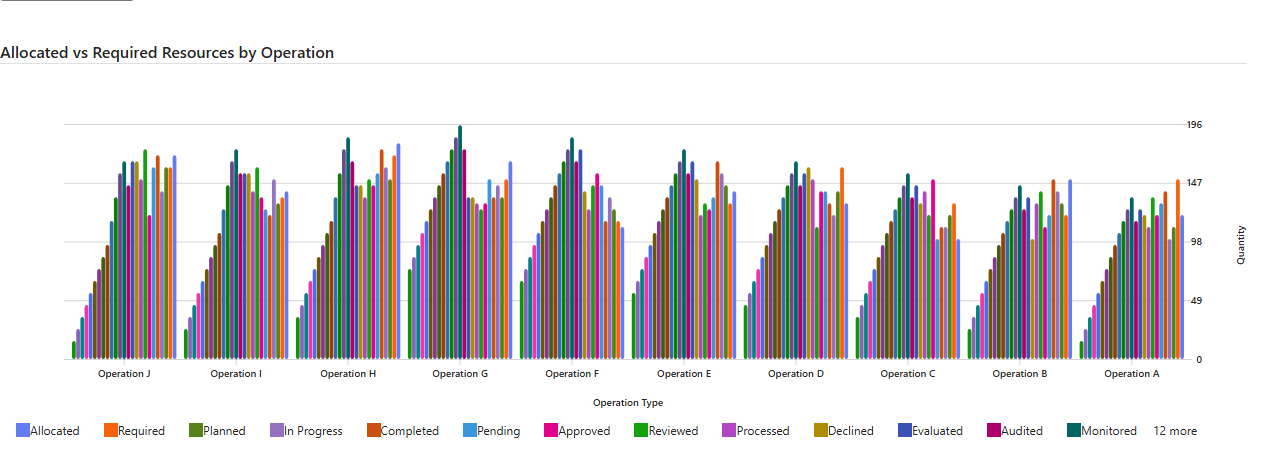 Allocated vs Required Resources by Operation
196
147
98
49
0
Quantity
Operation J Operation I Operation H Operation G Operation F Operation E Operation D Operation C Operation B Operation A
Operation Type
Allocated Required Planned In Progress Completed Pending Approved Reviewed Processed Declined Evaluated Audited Monitored 12 more